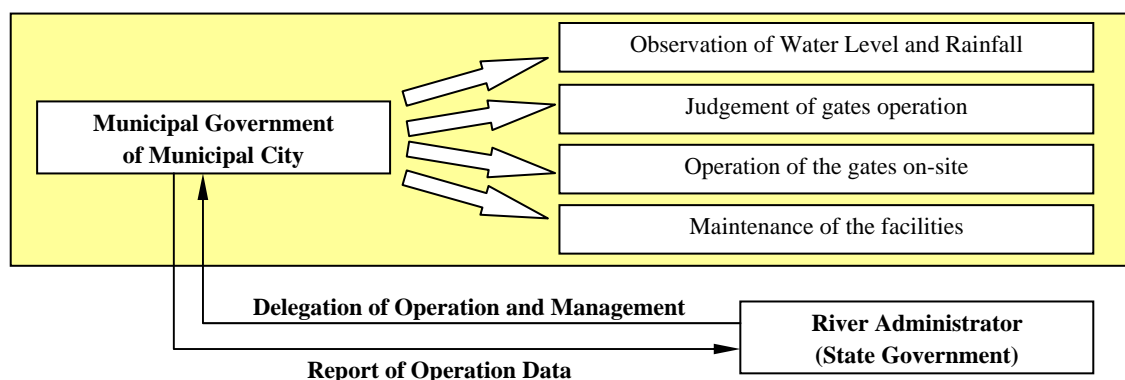 Observation of Water Level and Rainfall
Municipal Government
of Municipal City
Judgement of gates operation
Operation of the gates on-site
Maintenance of the facilities
Delegation of Operation and Management
River Administrator
(State Government)
Report of Operation Data